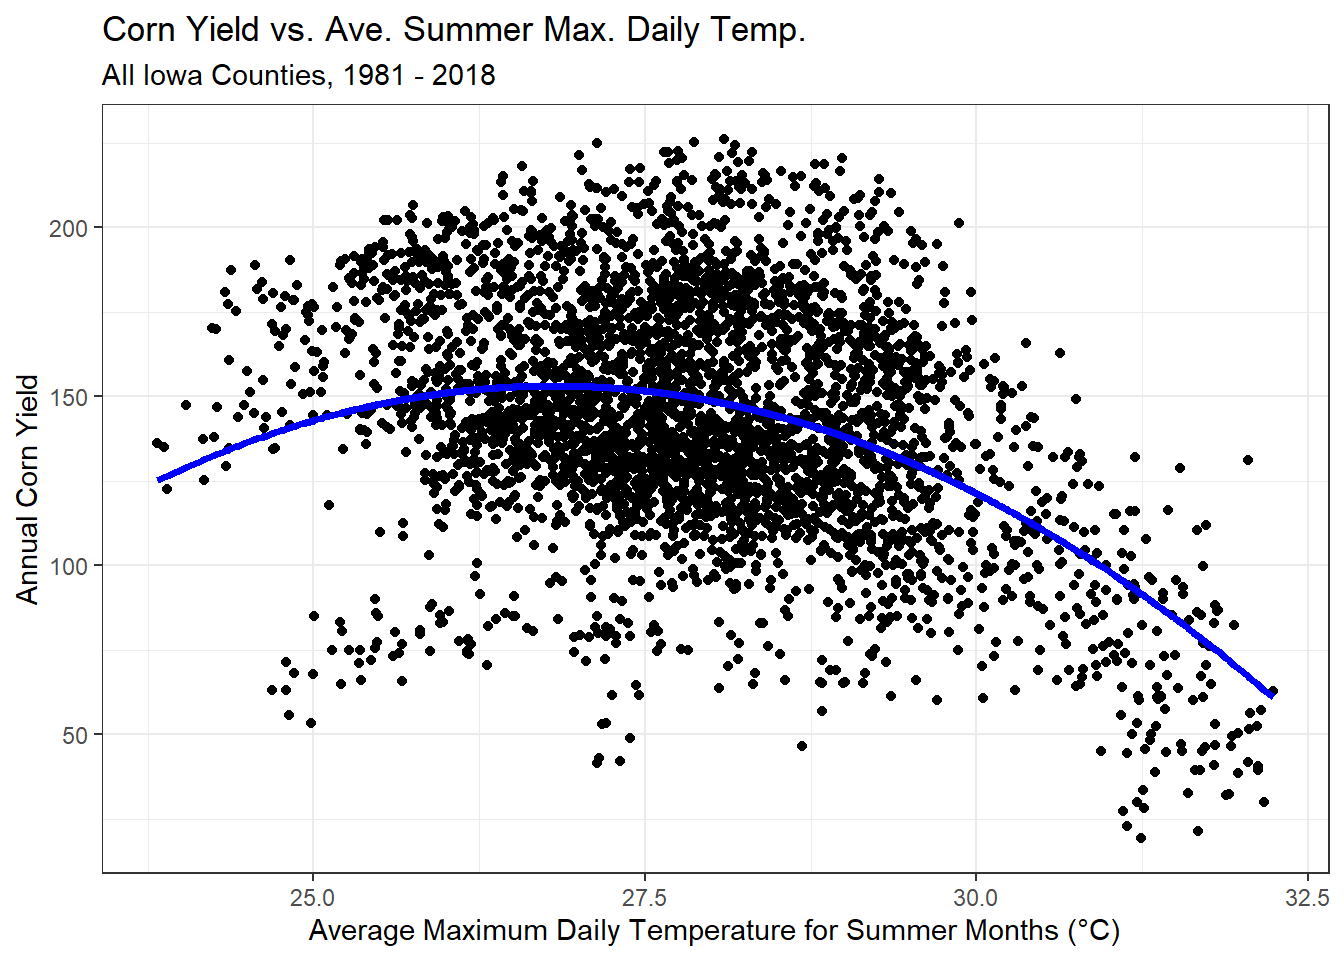 Corn Yield vs. Ave. Summer Max. Daily Temp.
All Iowa Counties, 1981 - 2018
Annual Corn Yield
200
150
100
50
25.0
27.5
30.0
32.5
Average Maximum Daily Temperature for Summer Months (°C)